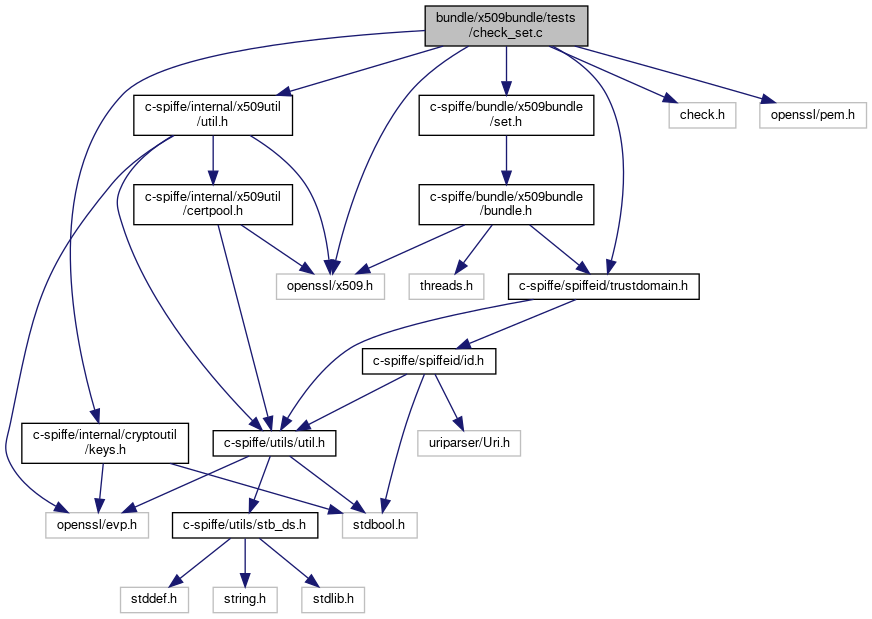 bundle/x509bundle/tests
/check_set.c
c-spiffe/internal/x509util
/util.h
c-spiffe/bundle/x509bundle
/set.h
check.h
openssl/pem.h
c-spiffe/internal/x509util
/certpool.h
c-spiffe/bundle/x509bundle
/bundle.h
openssl/x509.h
threads.h
c-spiffe/spiffeid/trustdomain.h
c-spiffe/spiffeid/id.h
c-spiffe/internal/cryptoutil
/keys.h
c-spiffe/utils/util.h
uriparser/Uri.h
openssl/evp.h
c-spiffe/utils/stb_ds.h
stdbool.h
stddef.h
string.h
stdlib.h